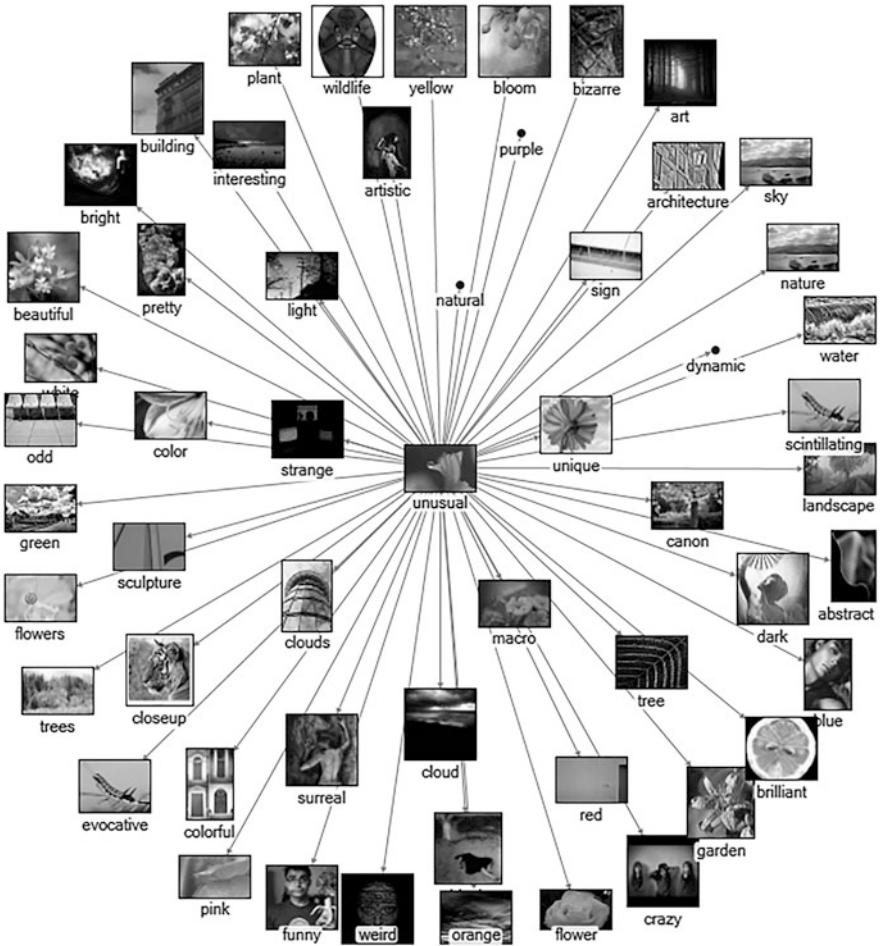 plant
wildlife
yellow
bloom
bizarre
art
building
interesting
artistic
purple
architecture
sky
bright
beautiful
pretty
light
natural
sign
nature
dynamic
water
white
odd
color
strange
unusual
unique
scintillating
landscape
green
sculpture
canon
abstract
flowers
clouds
macro
dark
trees
closeup
tree
blue
evocative
colorful
surreal
cloud
red
brilliant
garden
pink
funny
weird
orange
flower
crazy